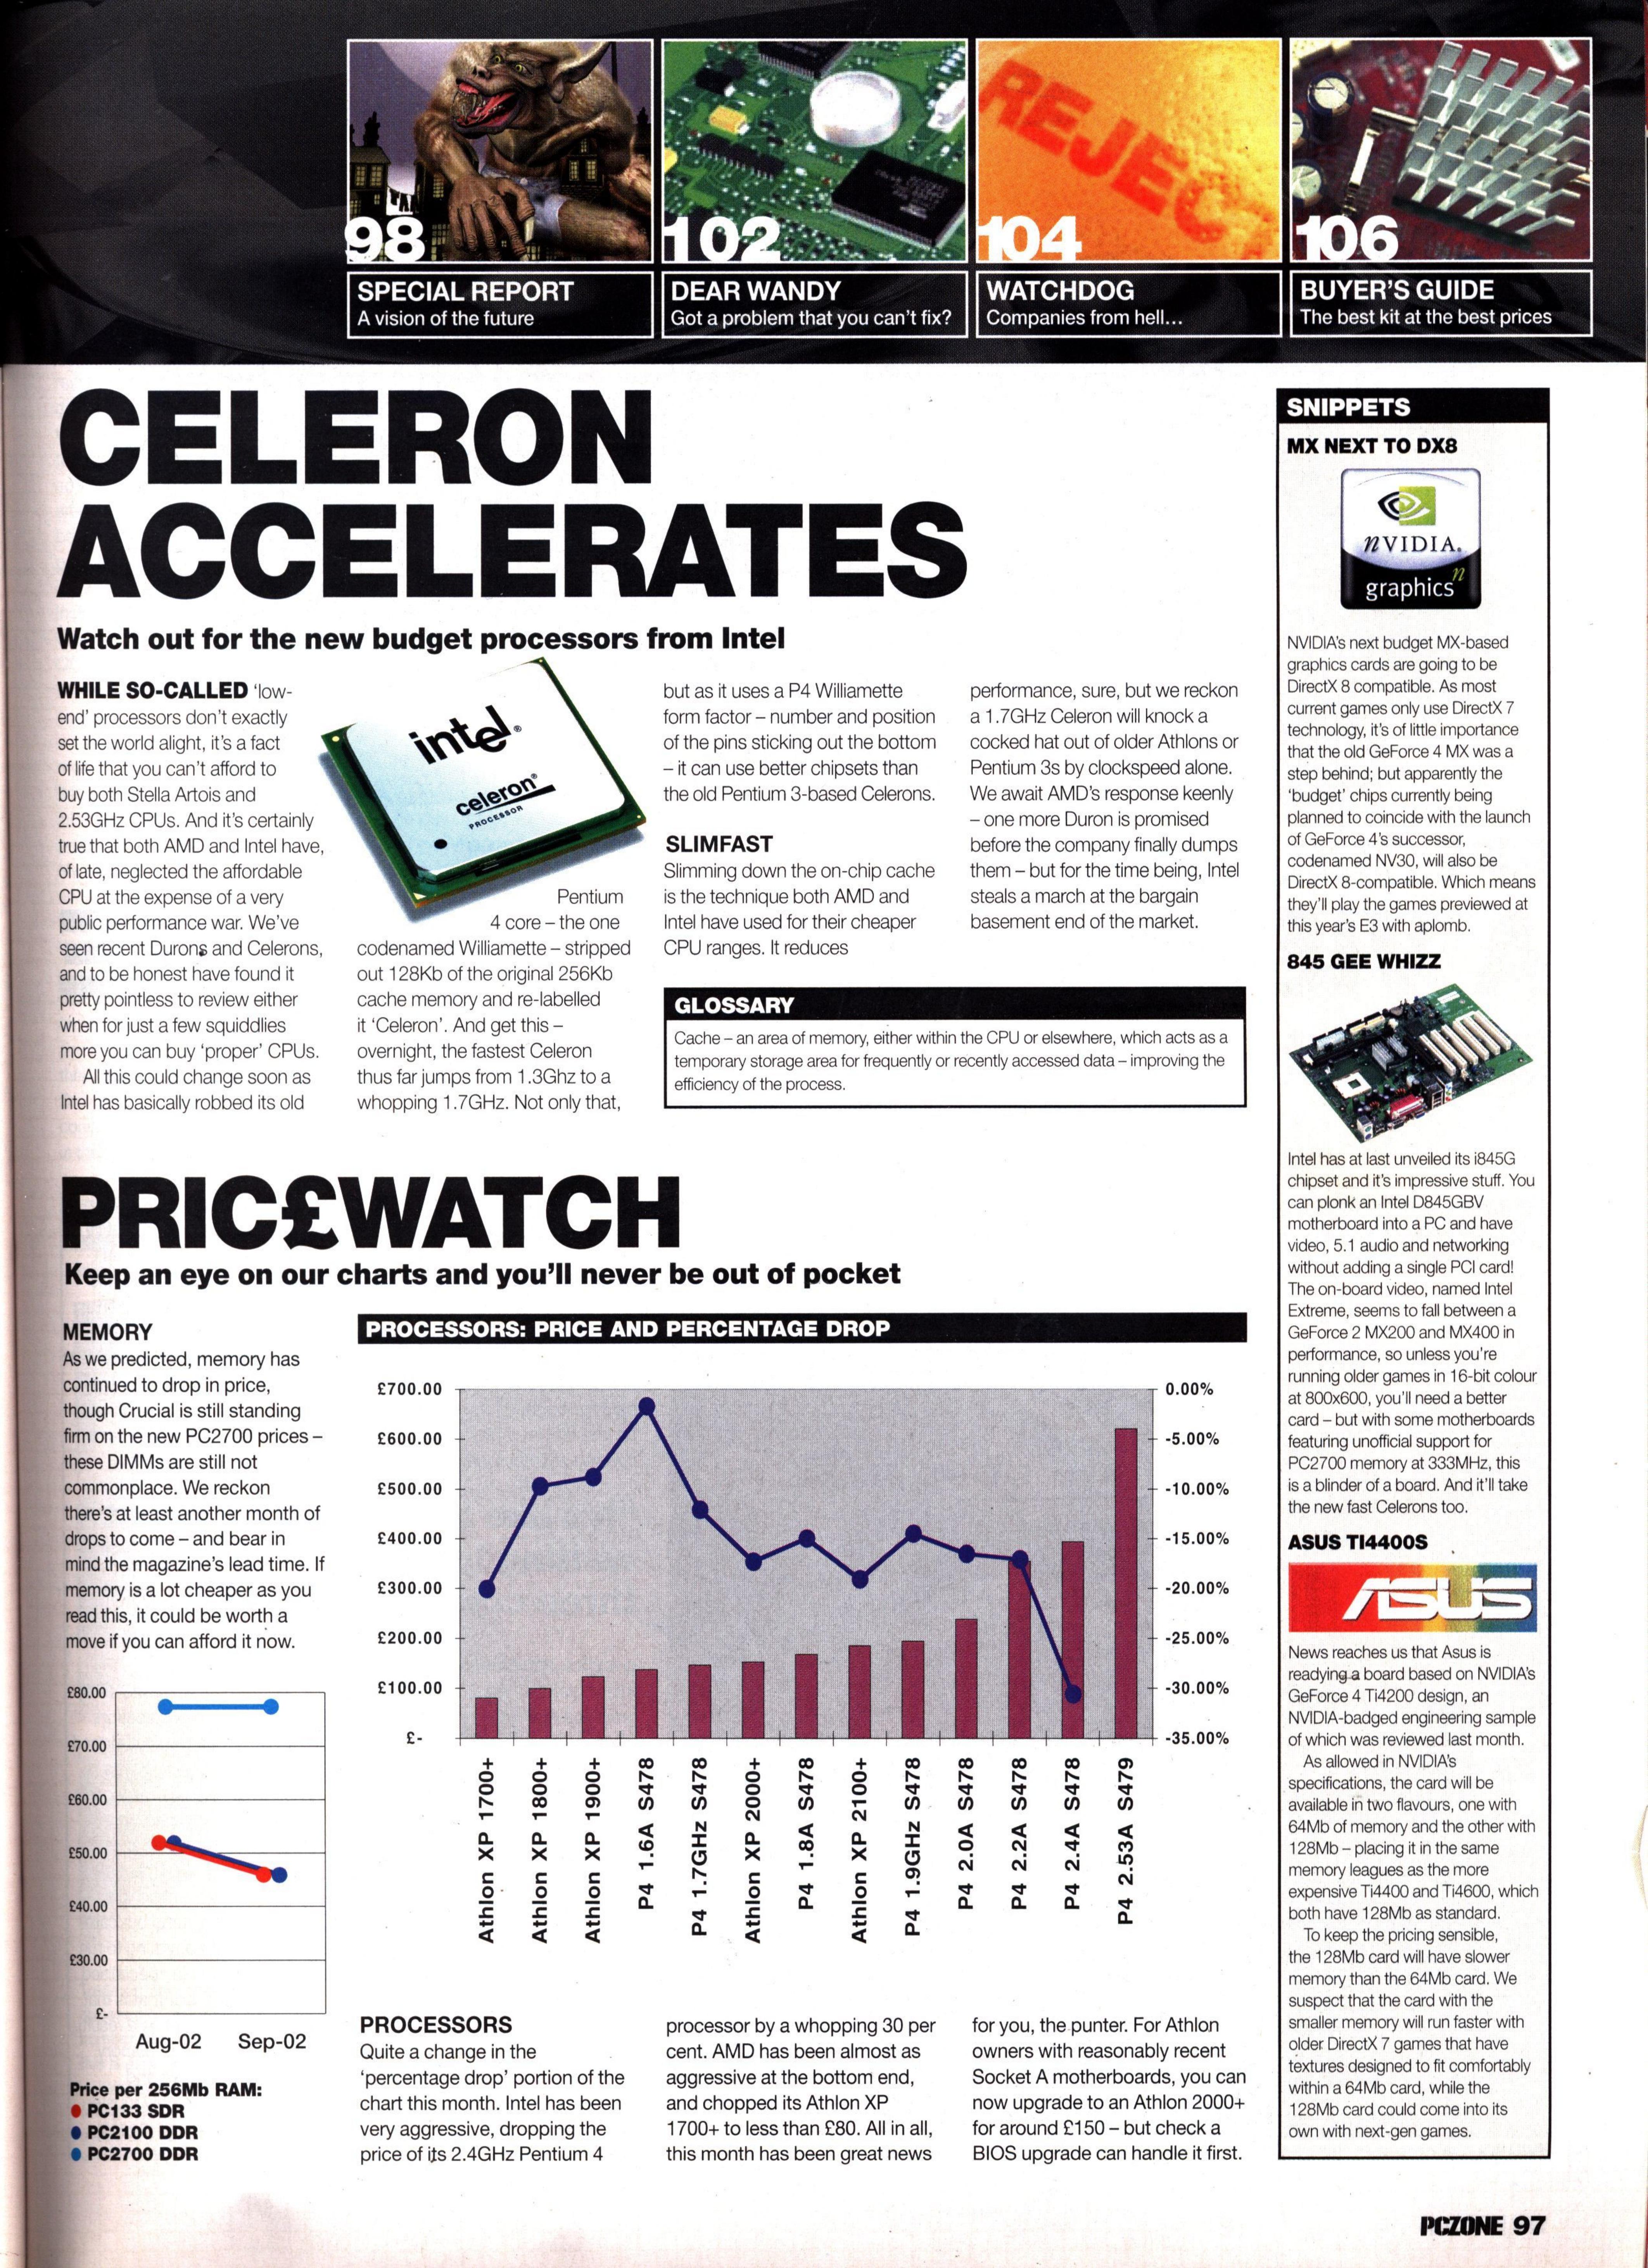 98
SPECIAL REPORT
A vision of the future
102
DEAR WANDY
Got a problem that you can't fix?
REJEC
104
WATCHDOG
Companies from hell...
106
BUYER'S GUIDE
The best kit at the best prices
CELERON
ACCELERATES
Watch out for the new budget processors from Intel
WHILE SO-CALLED 'low-
end' processors don't exactly
set the world alight, it's a fact
of life that you can't afford to
buy both Stella Artois and
2.53GHz CPUs. And it's certainly
true that both AMD and Intel have,
of late, neglected the affordable
CPU at the expense of a very
public performance war. We've
seen recent Durons and Celerons,
and to be honest have found it
pretty pointless to review either
when for just a few squiddlies
more you can buy 'proper' CPUs.
All this could change soon as
Intel has basically robbed its old
intel®
celeron®
PROCESSOR
Pentium
4 core – the one
codenamed Williamette – stripped
out 128Kb of the original 256Kb
cache memory and re-labelled
it 'Celeron'. And get this –
overnight, the fastest Celeron
thus far jumps from 1.3Ghz to a
whopping 1.7GHz. Not only that,
but as it uses a P4 Williamette
form factor – number and position
of the pins sticking out the bottom
– it can use better chipsets than
the old Pentium 3-based Celerons.
SLIMFAST
Slimming down the on-chip cache
is the technique both AMD and
Intel have used for their cheaper
CPU ranges. It reduces
performance, sure, but we reckon
a 1.7GHz Celeron will knock a
cocked hat out of older Athlons or
Pentium 3s by clockspeed alone.
We await AMD's response keenly
– one more Duron is promised
before the company finally dumps
them – but for the time being, Intel
steals a march at the bargain
basement end of the market.
GLOSSARY
Cache – an area of memory, either within the CPU or elsewhere, which acts as a
temporary storage area for frequently or recently accessed data – improving the
efficiency of the process.
PRIC£WATCH
Keep an eye on our charts and you'll never be out of pocket
MEMORY
As we predicted, memory has
continued to drop in price,
though Crucial is still standing
firm on the new PC2700 prices –
these DIMMs are still not
commonplace. We reckon
there's at least another month of
drops to come – and bear in
mind the magazine's lead time. If
memory is a lot cheaper as you
read this, it could be worth a
move if you can afford it now.
£80.00
£70.00
£60.00
£50.00
£40.00
£30.00
£-
Aug-02 Sep-02
Price per 256Mb RAM:
PC133 SDR
PC2100 DDR
PC2700 DDR
PROCESSORS: PRICE AND PERCENTAGE DROP
£700.00
£600.00
£500.00
£400.00
£300.00
£200.00
£100.00
£-
0.00%
-5.00%
-10.00%
-15.00%
-20.00%
-25.00%
-30.00%
-35.00%
Athlon XP 1700+
Athlon XP 1800+
Athlon XP 1900+
P4 1.6A S478
P4 1.7GHz S478
Athlon XP 2000+
P4 1.8A S478
Athlon XP 2100+
P4 1.9GHz S478
P4 2.0A S478
P4 2.2A S478
P4 2.4A S478
P4 2.53A S479
PROCESSORS
Quite a change in the
'percentage drop' portion of the
chart this month. Intel has been
very aggressive, dropping the
price of its 2.4GHz Pentium 4
processor by a whopping 30 per
cent. AMD has been almost as
aggressive at the bottom end,
and chopped its Athlon XP
1700+ to less than £80. All in all,
this month has been great news
for you, the punter. For Athlon
owners with reasonably recent
Socket A motherboards, you can
now upgrade to an Athlon 2000+
for around £150 – but check a
BIOS upgrade can handle it first.
SNIPPETS
MX NEXT TO DX8
nVIDIA.
graphics n
NVIDIA's next budget MX-based
graphics cards are going to be
DirectX 8 compatible. As most
current games only use DirectX 7
technology, it's of little importance
that the old GeForce 4 MX was a
step behind; but apparently the
'budget' chips currently being
planned to coincide with the launch
of GeForce 4's successor,
codenamed NV30, will also be
DirectX 8-compatible. Which means
they'll play the games previewed at
this year's E3 with aplomb.
845 GEE WHIZZ
Intel has at last unveiled its i845G
chipset and it's impressive stuff. You
can plonk an Intel D845GBV
motherboard into a PC and have
video, 5.1 audio and networking
without adding a single PCI card!
The on-board video, named Intel
Extreme, seems to fall between a
GeForce 2 MX200 and MX400 in
performance, so unless you're
running older games in 16-bit colour
at 800x600, you'll need a better
card – but with some motherboards
featuring unofficial support for
PC2700 memory at 333MHz, this
is a blinder of a board. And it'll take
the new fast Celerons too.
ASUS TI4400S
ASUS
News reaches us that Asus is
readying a board based on NVIDIA's
GeForce 4 Ti4200 design, an
NVIDIA-badged engineering sample
of which was reviewed last month.
As allowed in NVIDIA's
specifications, the card will be
available in two flavours, one with
64Mb of memory and the other with
128Mb – placing it in the same
memory leagues as the more
expensive Ti4400 and Ti4600, which
both have 128Mb as standard.
To keep the pricing sensible,
the 128Mb card will have slower
memory than the 64Mb card. We
suspect that the card with the
smaller memory will run faster with
older DirectX 7 games that have
textures designed to fit comfortably
within a 64Mb card, while the
128Mb card could come into its
own with next-gen games.
PCZONE 97